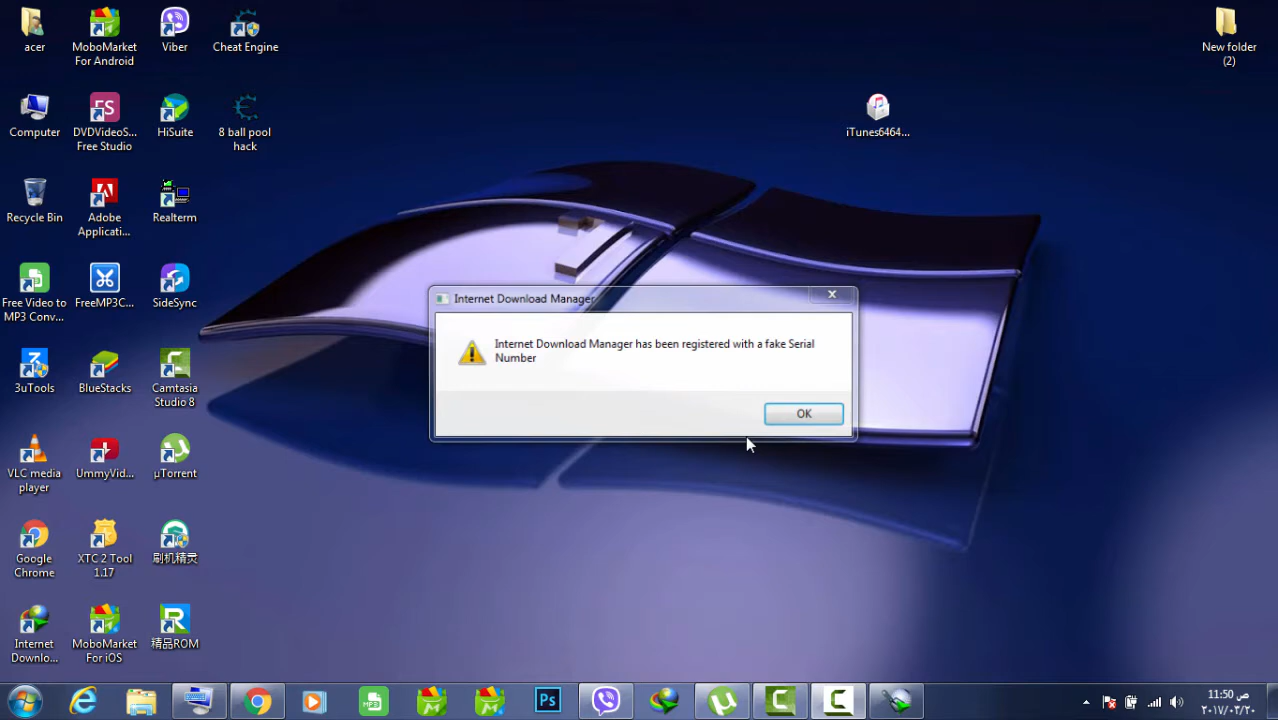 acer
MoboMarket
For Android
Viber
Cheat Engine
New folder
(2)
Computer
DVDVideoS...
Free Studio
HiSuite
8 ball pool
hack
iTunes6464...
Recycle Bin
Adobe
Applicati...
Realterm
Free Video to
MP3 Conv...
FreeMP3C...
SideSync
Internet Download Manager
Internet Download Manager has been registered with a fake Serial
Number
OK
3uTools
BlueStacks
Camtasia
Studio 8
VLC media
player
UmmyVid...
µTorrent
Google
Chrome
XTC 2 Tool
1.17
刷机精灵
Internet
Downlo...
MoboMarket
For iOS
精品ROM
MP3
Ps
11:50 ص
٢٠١٧/٠٣/٢٠